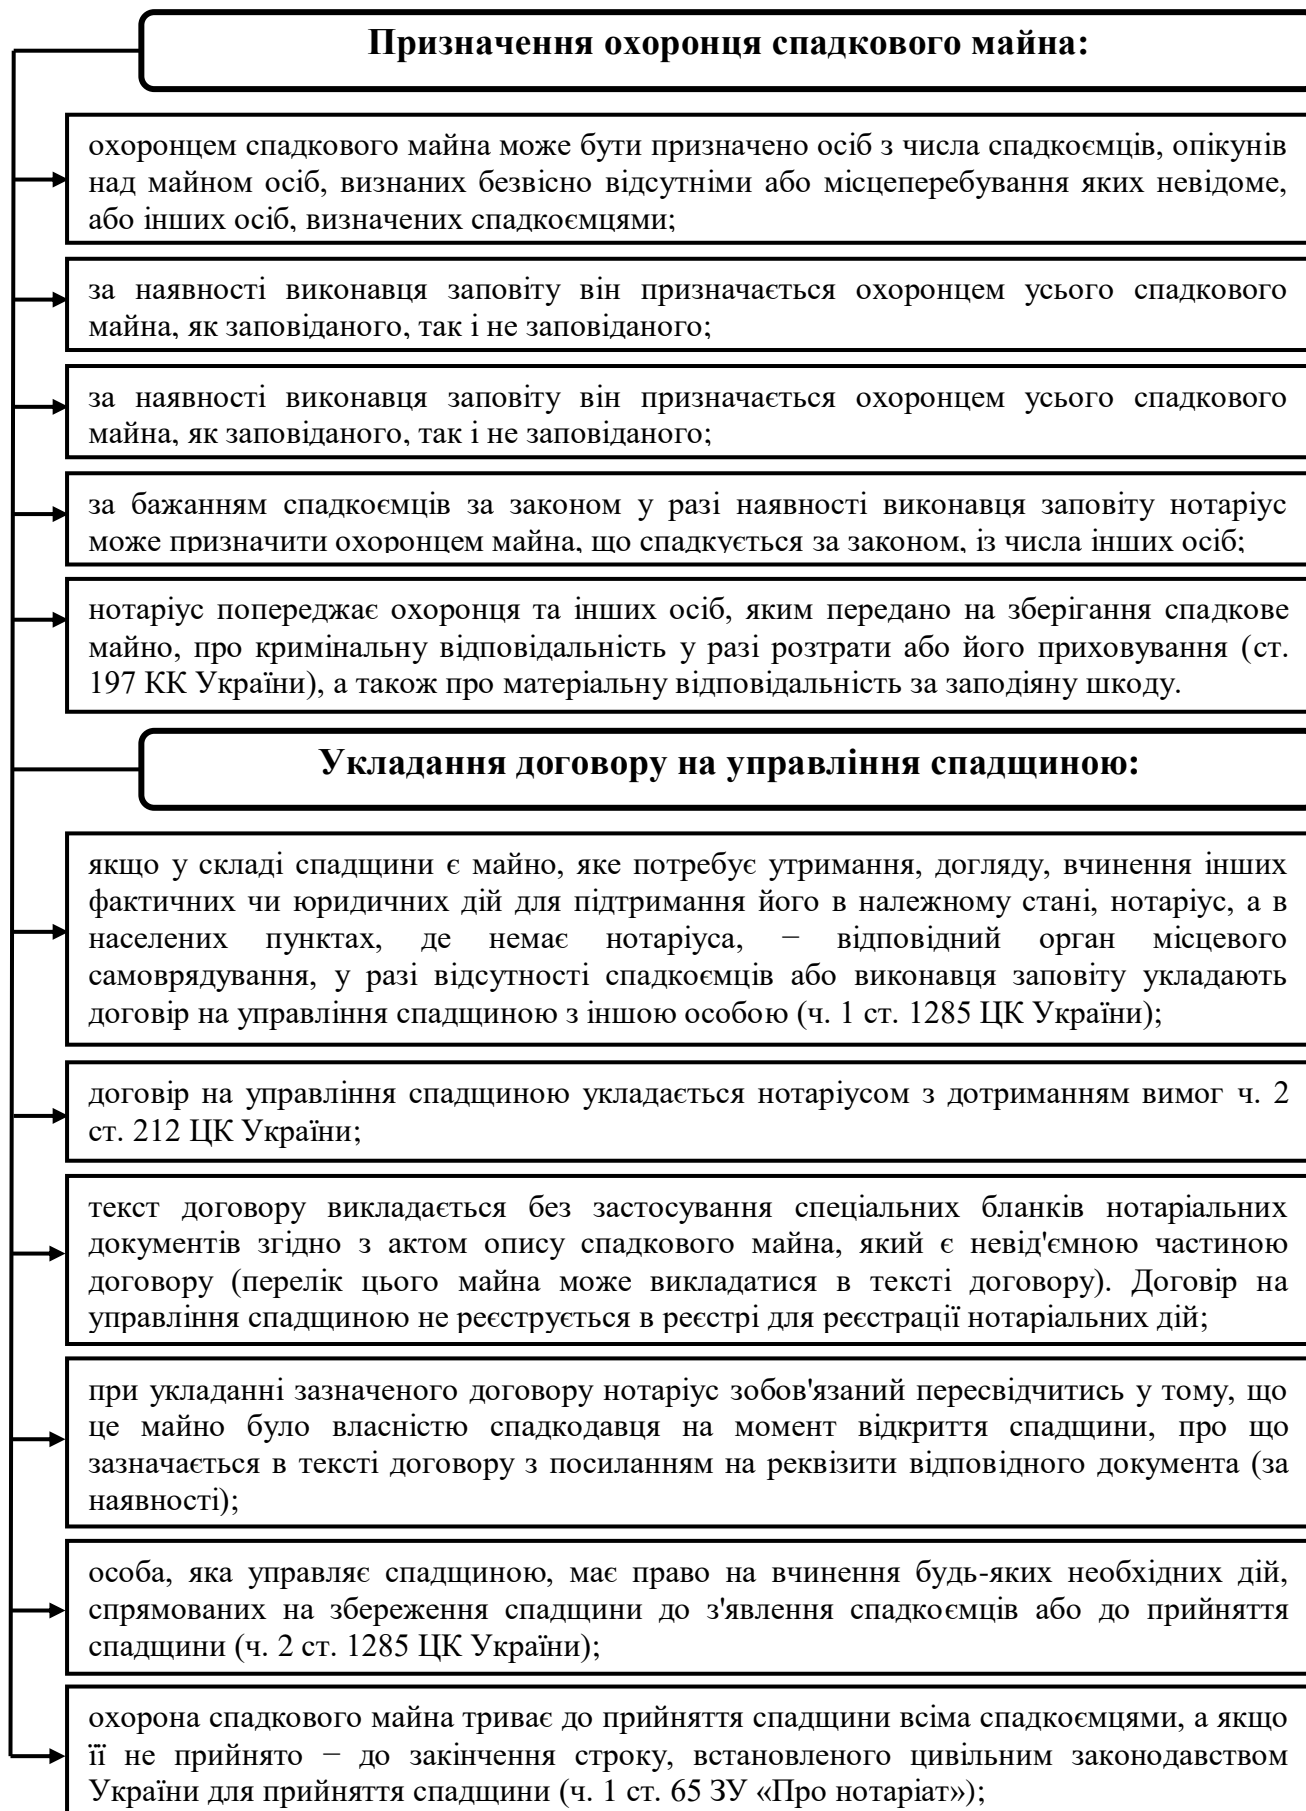 Призначення охоронця спадкового майна:
охоронцем спадкового майна може бути призначено осіб з числа спадкоємців, опікунів
над майном осіб, визнаних безвісно відсутніми або місцеперебування яких невідоме,
або інших осіб, визначених спадкоємцями;
за наявності виконавця заповіту він призначається охоронцем усього спадкового
майна, як заповіданого, так і не заповіданого;
за наявності виконавця заповіту він призначається охоронцем усього спадкового
майна, як заповіданого, так і не заповіданого;
за бажанням спадкоємців за законом у разі наявності виконавця заповіту нотаріус
може призначити охоронцем майна, що спадкується за законом, із числа інших осіб;
нотаріус попереджає охоронця та інших осіб, яким передано на зберігання спадкове
майно, про кримінальну відповідальність у разі розтрати або його приховування (ст.
197 КК України), а також про матеріальну відповідальність за заподіяну шкоду.
Укладання договору на управління спадщиною:
якщо у складі спадщини є майно, яке потребує утримання, догляду, вчинення інших
фактичних чи юридичних дій для підтримання його в належному стані, нотаріус, а в
населених пунктах, де немає нотаріуса, − відповідний орган місцевого
самоврядування, у разі відсутності спадкоємців або виконавця заповіту укладають
договір на управління спадщиною з іншою особою (ч. 1 ст. 1285 ЦК України);
договір на управління спадщиною укладається нотаріусом з дотриманням вимог ч. 2
ст. 212 ЦК України;
текст договору викладається без застосування спеціальних бланків нотаріальних
документів згідно з актом опису спадкового майна, який є невід'ємною частиною
договору (перелік цього майна може викладатися в тексті договору). Договір на
управління спадщиною не реєструється в реєстрі для реєстрації нотаріальних дій;
при укладанні зазначеного договору нотаріус зобов'язаний пересвідчитись у тому, що
це майно було власністю спадкодавця на момент відкриття спадщини, про що
зазначається в тексті договору з посиланням на реквізити відповідного документа (за
наявності);
особа, яка управляє спадщиною, має право на вчинення будь-яких необхідних дій,
спрямованих на збереження спадщини до з'явлення спадкоємців або до прийняття
спадщини (ч. 2 ст. 1285 ЦК України);
охорона спадкового майна триває до прийняття спадщини всіма спадкоємцями, а якщо
її не прийнято − до закінчення строку, встановленого цивільним законодавством
України для прийняття спадщини (ч. 1 ст. 65 ЗУ «Про нотаріат»);